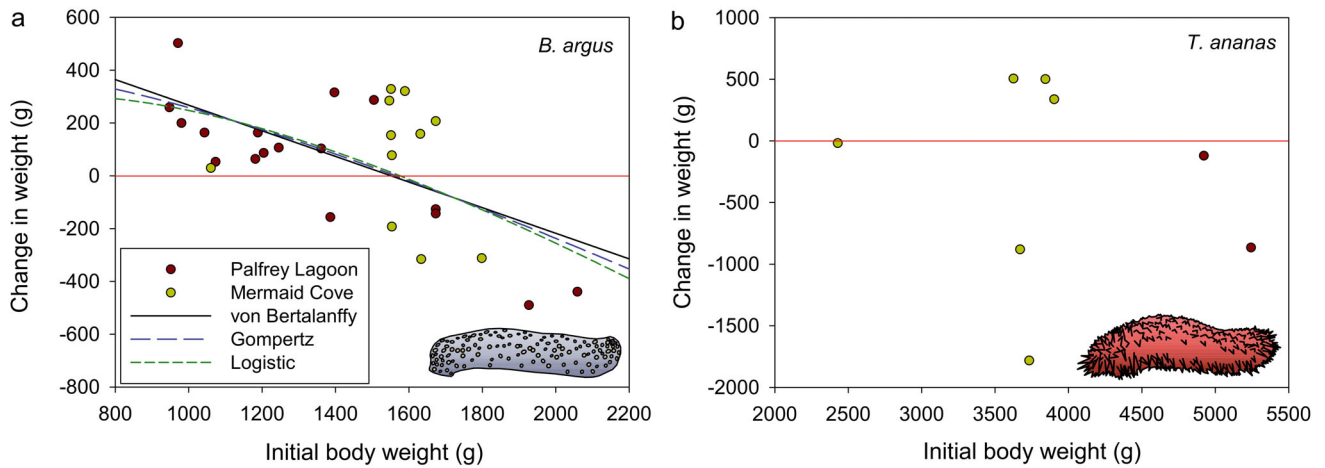 a
B. argus
Change in weight (g)
600
400
200
0
-200
-400
-600
-800
Palfrey Lagoon
Mermaid Cove
von Bertalanffy
Gompertz
Logistic
800 1000 1200 1400 1600 1800 2000 2200
Initial body weight (g)
b
T. ananas
Change in weight (g)
1000
500
0
-500
-1000
-1500
-2000
2000 2500 3000 3500 4000 4500 5000 5500
Initial body weight (g)